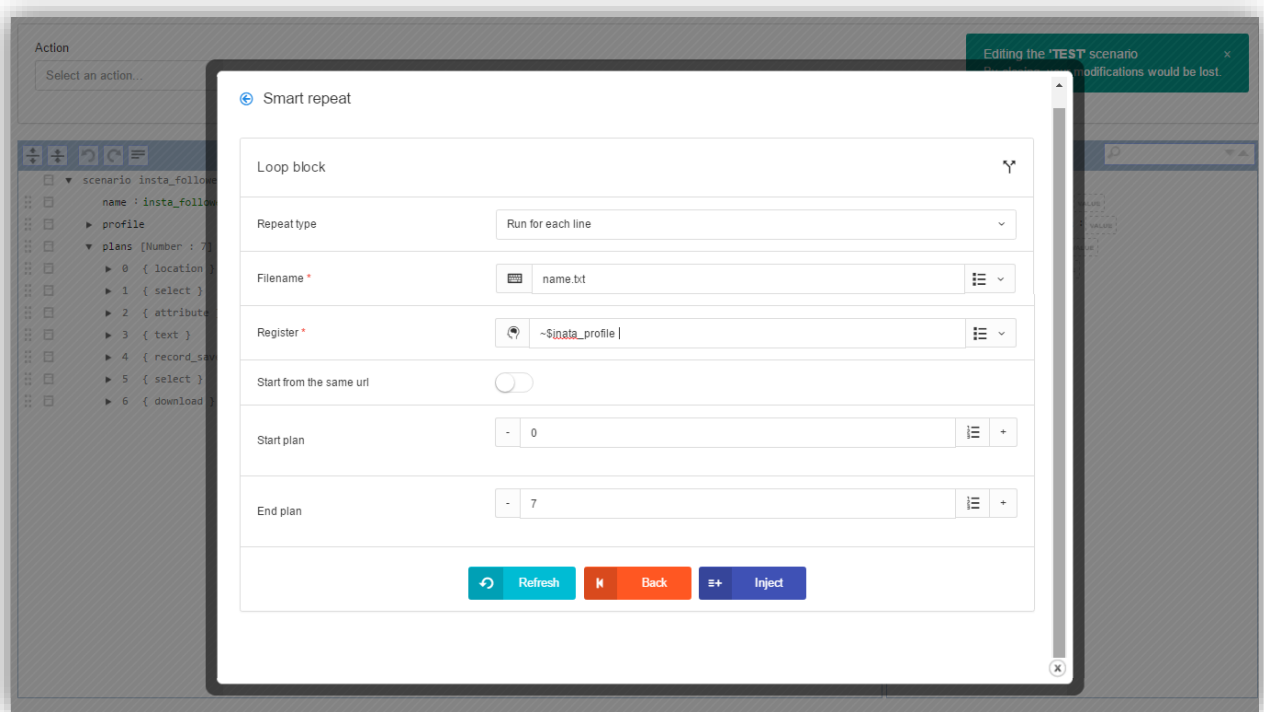 Action
Select an action...
Editing the 'TEST' scenario
x
modifications would be lost.
Smart repeat
Loop block
Repeat type
Run for each line
Filename *
name.txt
Register *
~$inata_profile
Start from the same url
Start plan
- 0 +
End plan
- 7 +
Refresh
Back
Inject
scenario insta_followe
name : insta_follow
profile
plans [Number : 7]
0 { location }
1 { select }
2 { attribute
3 { text }
4 { record_sav
5 { select }
6 { download }